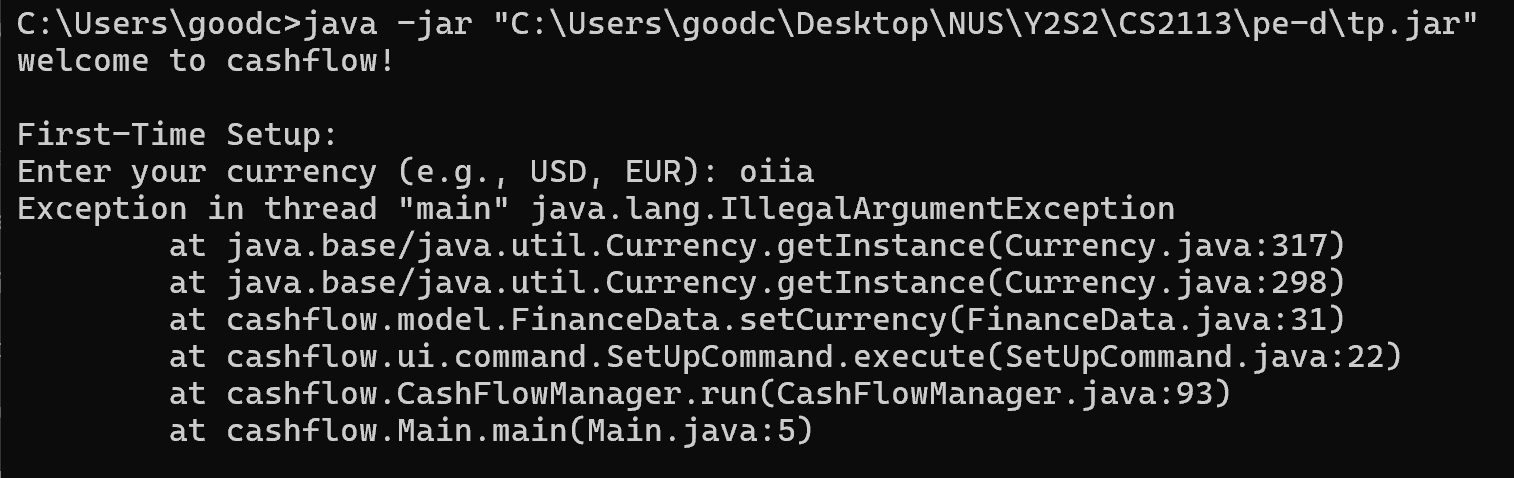 C:\Users\goodc>java -jar "C:\Users\goodc\Desktop\NUS\Y2S2\CS2113\pe-d\tp.jar"
welcome to cashflow!
First-Time Setup:
Enter your currency (e.g., USD, EUR): oiia
Exception in thread "main" java.lang.IllegalArgumentException
at java.base/java.util.Currency.getInstance(Currency.java:317)
at java.base/java.util.Currency.getInstance(Currency.java:298)
at cashflow.model.FinanceData.setCurrency(FinanceData.java:31)
at cashflow.ui.command.SetUpCommand.execute(SetUpCommand.java:22)
at cashflow.CashFlowManager.run(CashFlowManager.java:93)
at cashflow.Main.main(Main.java:5)